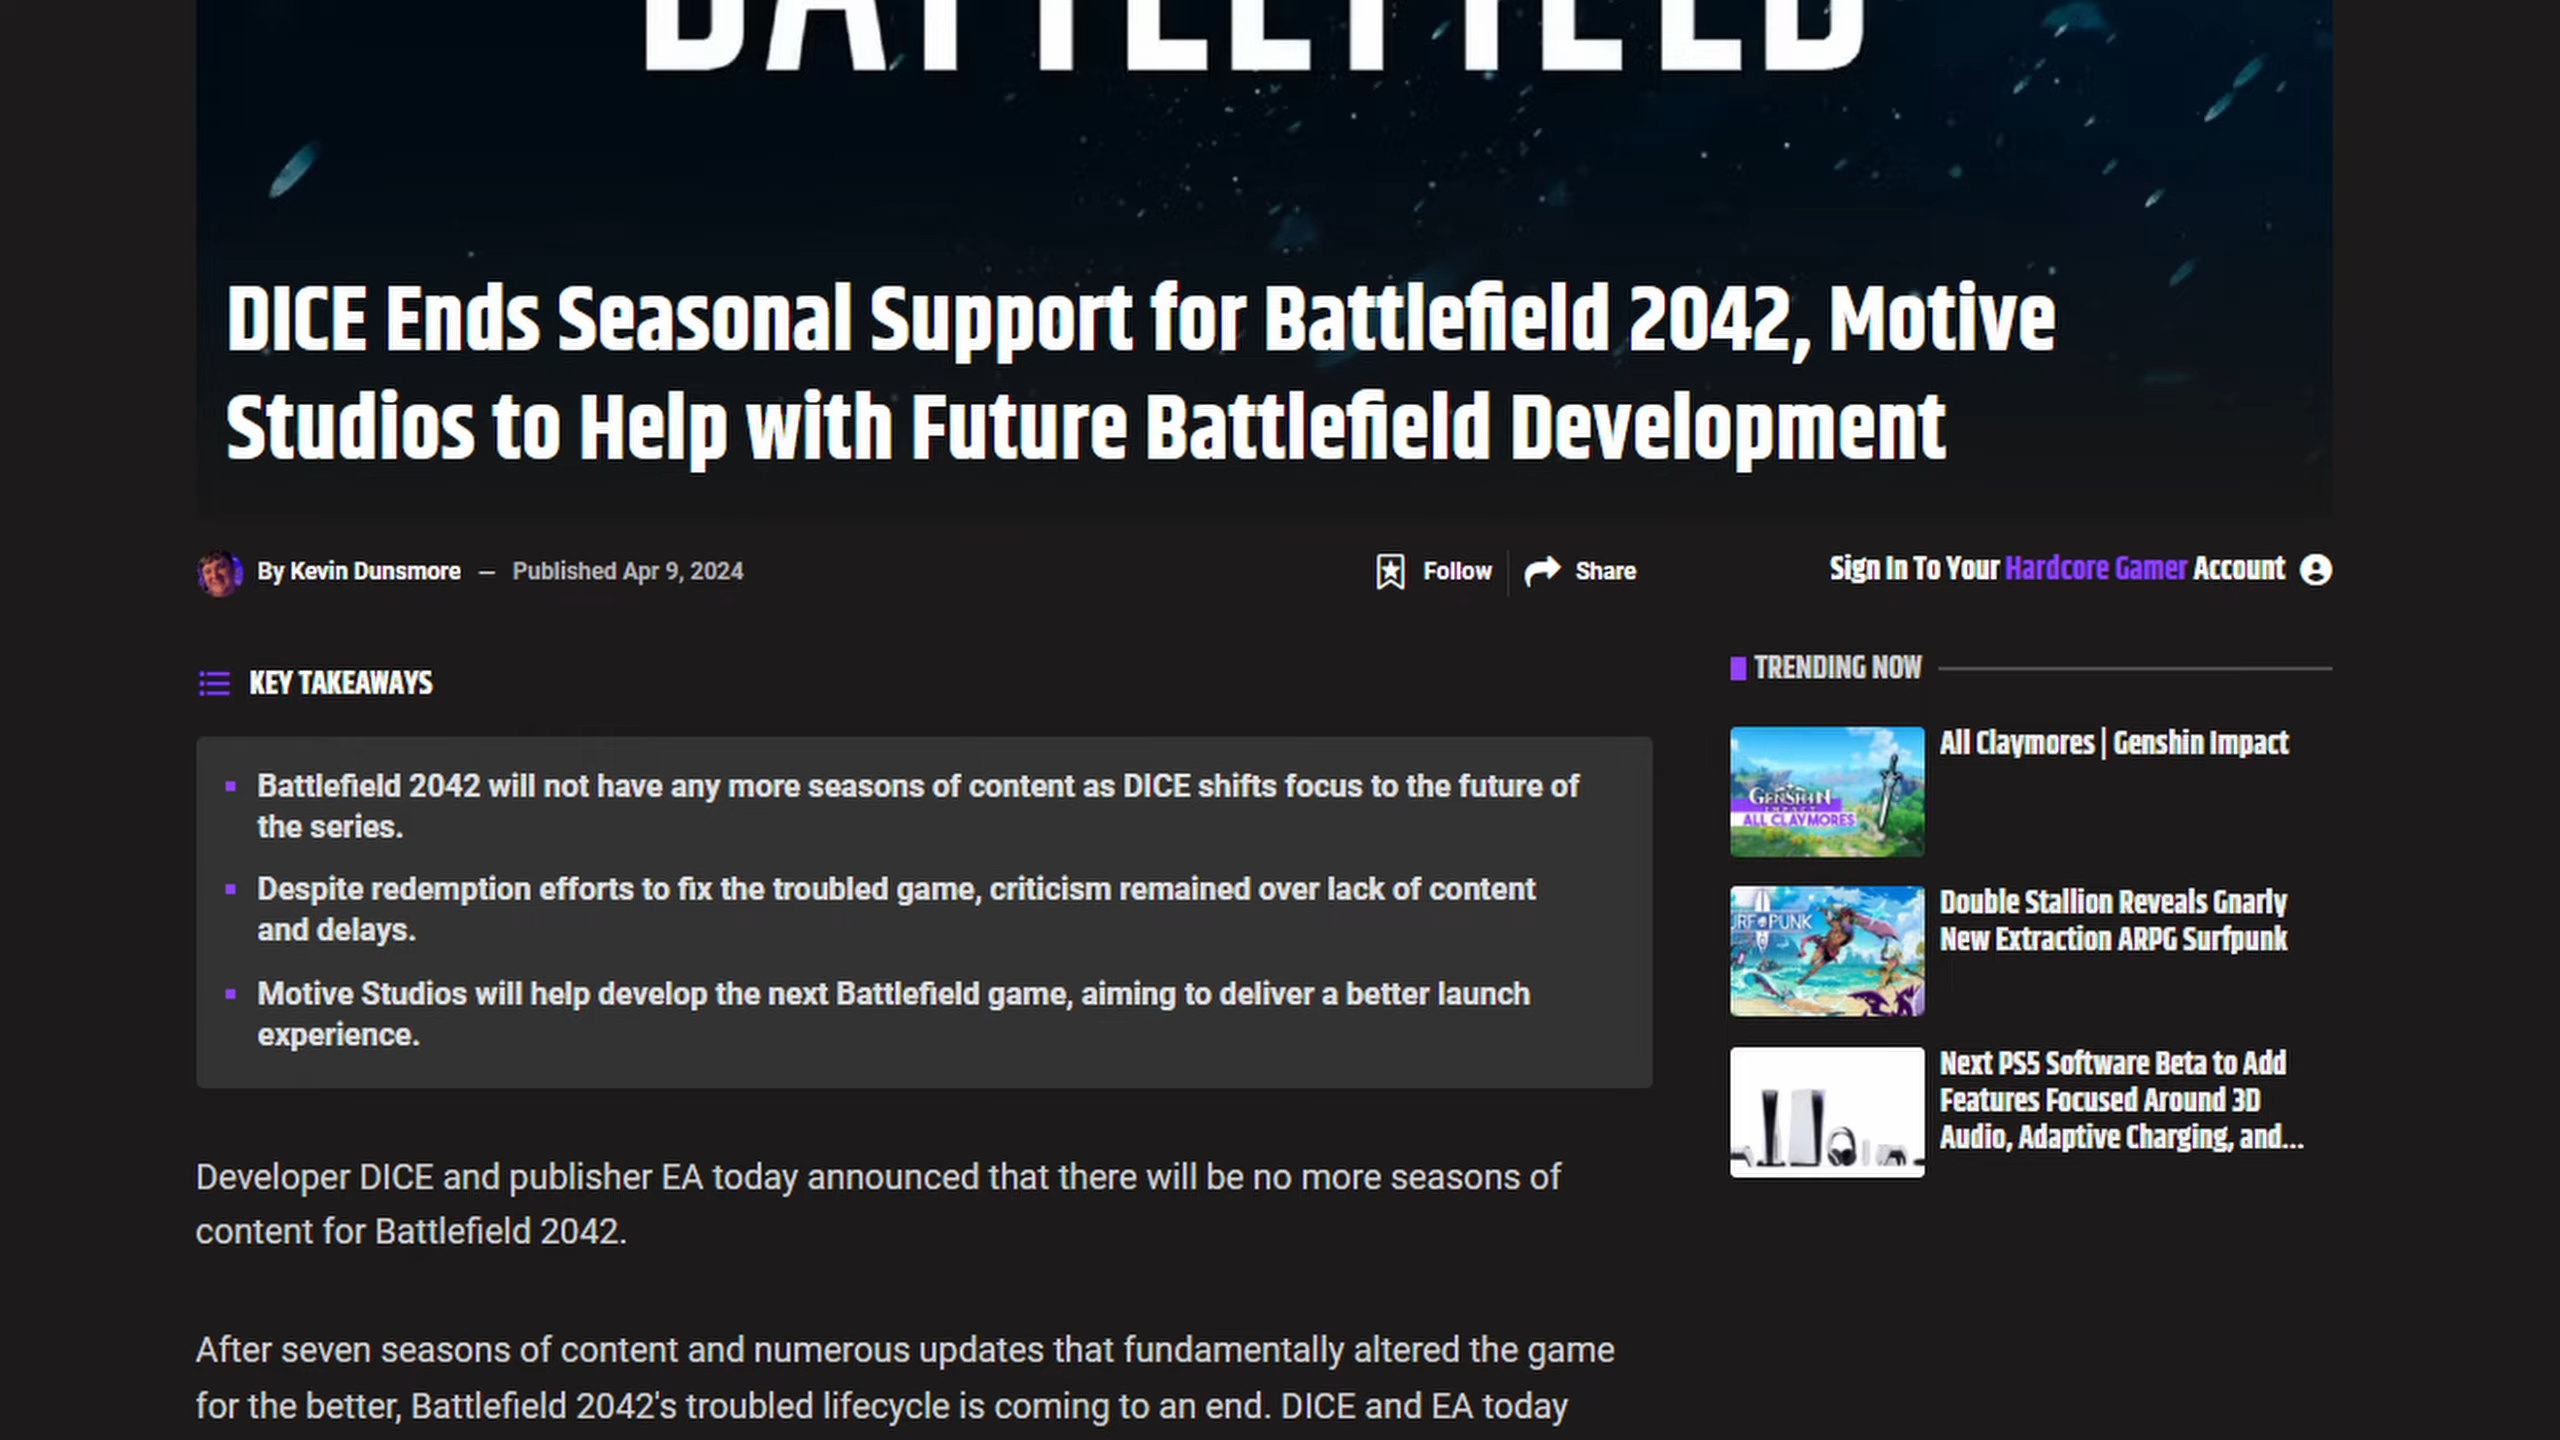 BATTLEFIELD
DICE Ends Seasonal Support for Battlefield 2042, Motive
Studios to Help with Future Battlefield Development
By Kevin Dunsmore — Published Apr 9, 2024
Follow
Share
Sign In To Your Hardcore Gamer Account
KEY TAKEAWAYS
Battlefield 2042 will not have any more seasons of content as DICE shifts focus to the future of
the series.
Despite redemption efforts to fix the troubled game, criticism remained over lack of content
and delays.
Motive Studios will help develop the next Battlefield game, aiming to deliver a better launch
experience.
Developer DICE and publisher EA today announced that there will be no more seasons of
content for Battlefield 2042.
After seven seasons of content and numerous updates that fundamentally altered the game
for the better, Battlefield 2042's troubled lifecycle is coming to an end. DICE and EA today
TRENDING NOW
GENSHIN
IMPACT
ALL CLAYMORES
All Claymores | Genshin Impact
URF PUNK
Double Stallion Reveals Gnarly
New Extraction ARPG Surfpunk
Next PS5 Software Beta to Add
Features Focused Around 3D
Audio, Adaptive Charging, and...